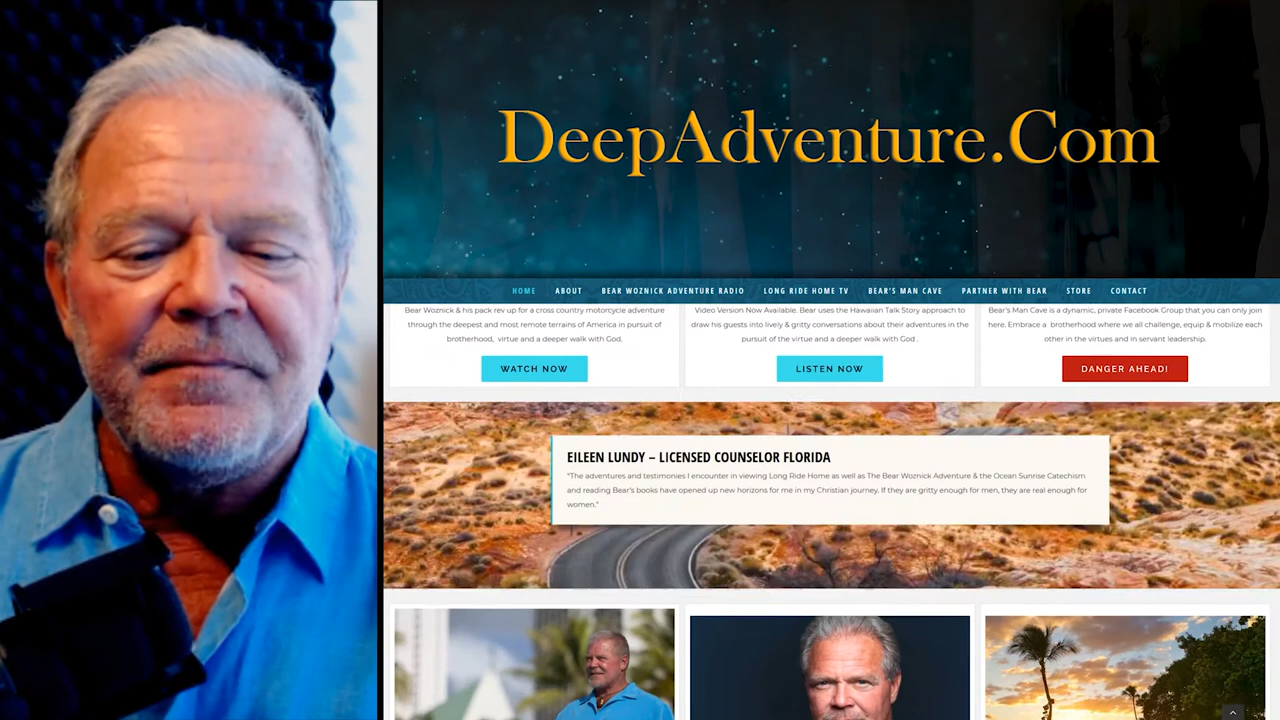 DeepAdventure.Com
HOME ABOUT BEAR WOZNICK ADVENTURE RADIO LONG RIDE HOME TV BEAR'S MAN CAVE PARTNER WITH BEAR STORE CONTACT
Bear Woznick & his pack rev up for a cross country motorcycle adventure
through the deepest and most remote terrains of America in pursuit of
brotherhood, virtue and a deeper walk with God.
WATCH NOW
Video Version Now Available. Bear uses the Hawaiian Talk Story approach to
draw his guests into lively & gritty conversations about their adventures in the
pursuit of the virtue and a deeper walk with God .
LISTEN NOW
Bear's Man Cave is a dynamic, private Facebook Group that you can only join
here. Embrace a brotherhood where we all challenge, equip & mobilize each
other in the virtues and in servant leadership.
DANGER AHEAD!
EILEEN LUNDY – LICENSED COUNSELOR FLORIDA
"The adventures and testimonies I encounter in viewing Long Ride Home as well as The Bear Woznick Adventure & the Ocean Sunrise Catechism
and reading Bear's books have opened up new horizons for me in my Christian journey. If they are gritty enough for men, they are real enough for
women."